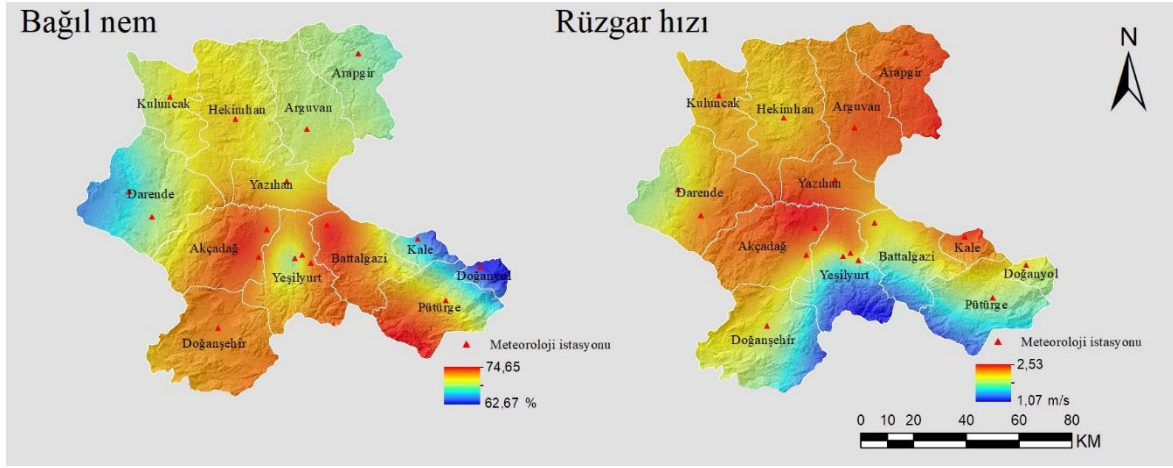 Bağıl nem
Arapgir
Kuluncak
Hekimhan
Arguvan
Yazıhan
Darende
Akçadağ
Kale
Battalgazi
Doğanyol
Yeşilyurt
Pütürge
Doğanşehir
Meteoroloji istasyonu
74,65
62,67 %
Rüzgar hızı
N
Arapgir
Kuluncak
Hekimhan
Arguvan
Yazıhan
Darende
Akçadağ
Kale
Battalgazi
Doğanyol
Yeşilyurt
Pütürge
Doğanşehir
Meteoroloji istasyonu
2,53
1,07 m/s
0 10 20 40 60 80
KM